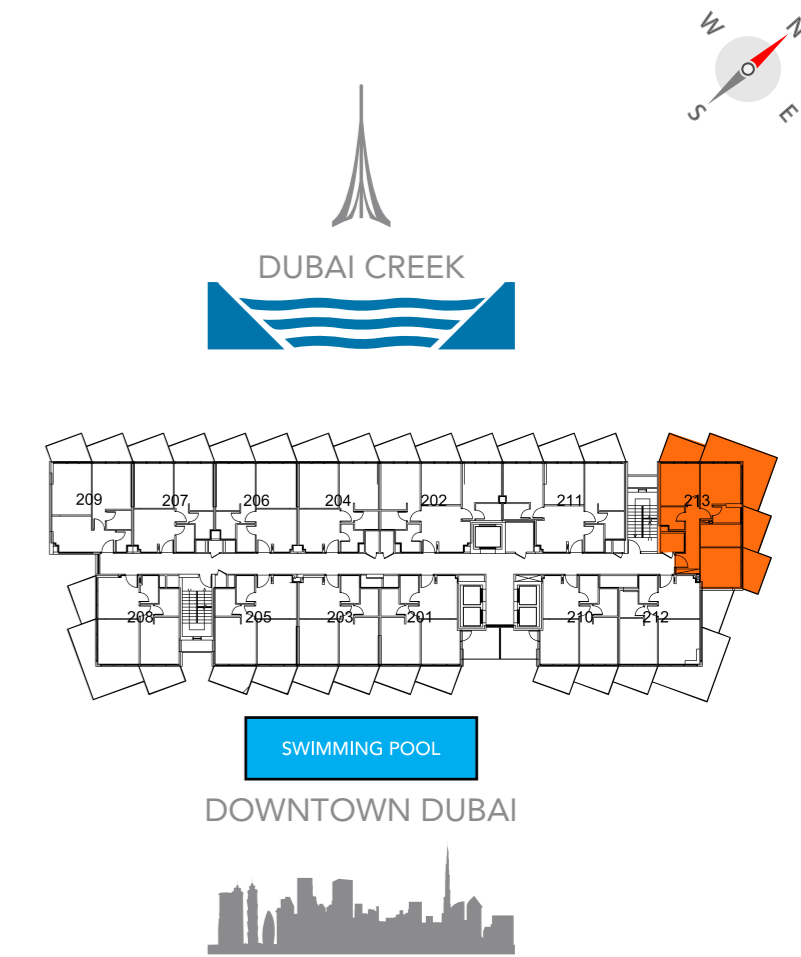 W
N
S
E
DUBAI CREEK
209 207 206 204 202 211 213
208 205 203 201 210 212
SWIMMING POOL
DOWNTOWN DUBAI